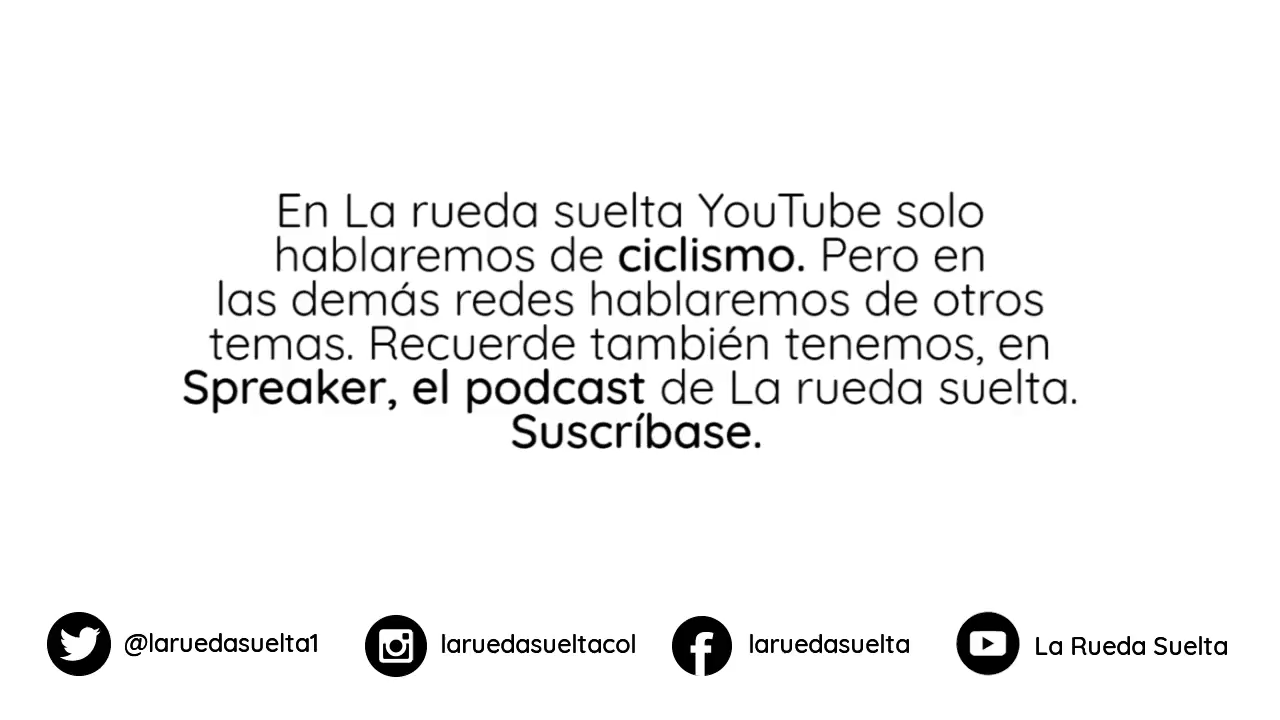 En La rueda suelta YouTube solo
hablaremos de ciclismo. Pero en
las demás redes hablaremos de otros
temas. Recuerde también tenemos, en
Spreaker, el podcast de La rueda suelta.
Suscríbase.
@laruedasuelta1
laruedasueltacol
laruedasuelta
La Rueda Suelta